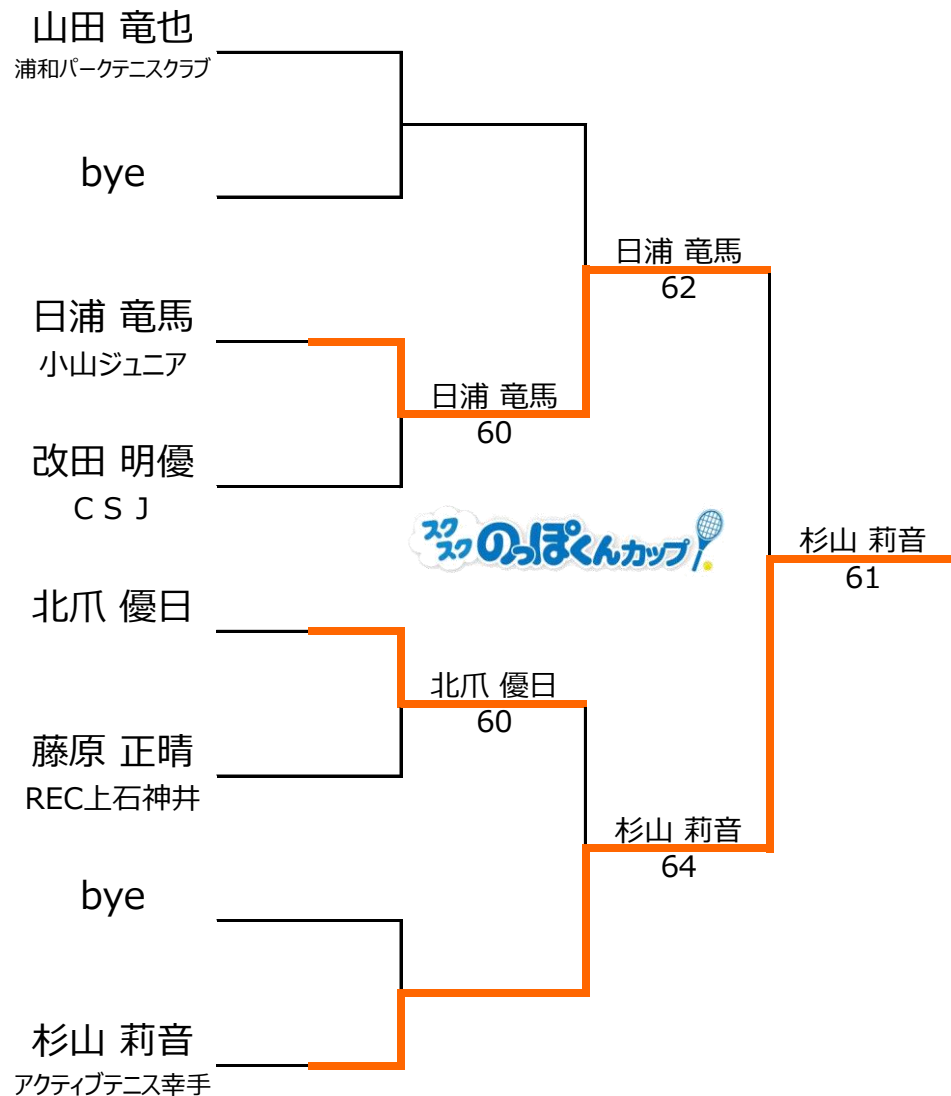 山田 竜也
浦和パークテニスクラブ
bye
日浦 竜馬
小山ジュニア
改田 明優
ＣＳＪ
北爪 優日
藤原 正晴
REC上石神井
bye
杉山 莉音
アクティブテニス幸手
日浦 竜馬
60
北爪 優日
60
日浦 竜馬
62
杉山 莉音
64
杉山 莉音
61
スクスクのっぽくんカップ